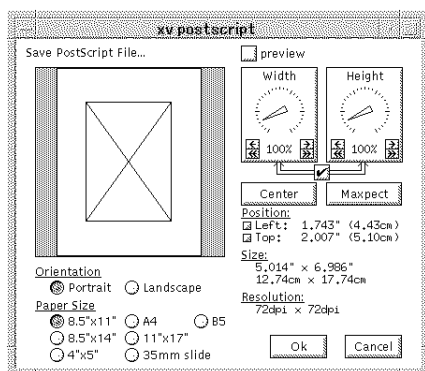 xv postscript
Save PostScript File...
preview
Width
Height
100%
100%
Center
Maxpect
Position:
Left: 1.743" (4.43cm)
Top: 2.007" (5.10cm)
Size:
5.014" × 6.986"
12.74cm × 17.74cm
Resolution:
72dpi × 72dpi
Orientation
Portrait
Landscape
Paper Size
8.5"x11"
A4
B5
8.5"x14"
11"x17"
4"x5"
35mm slide
Ok
Cancel